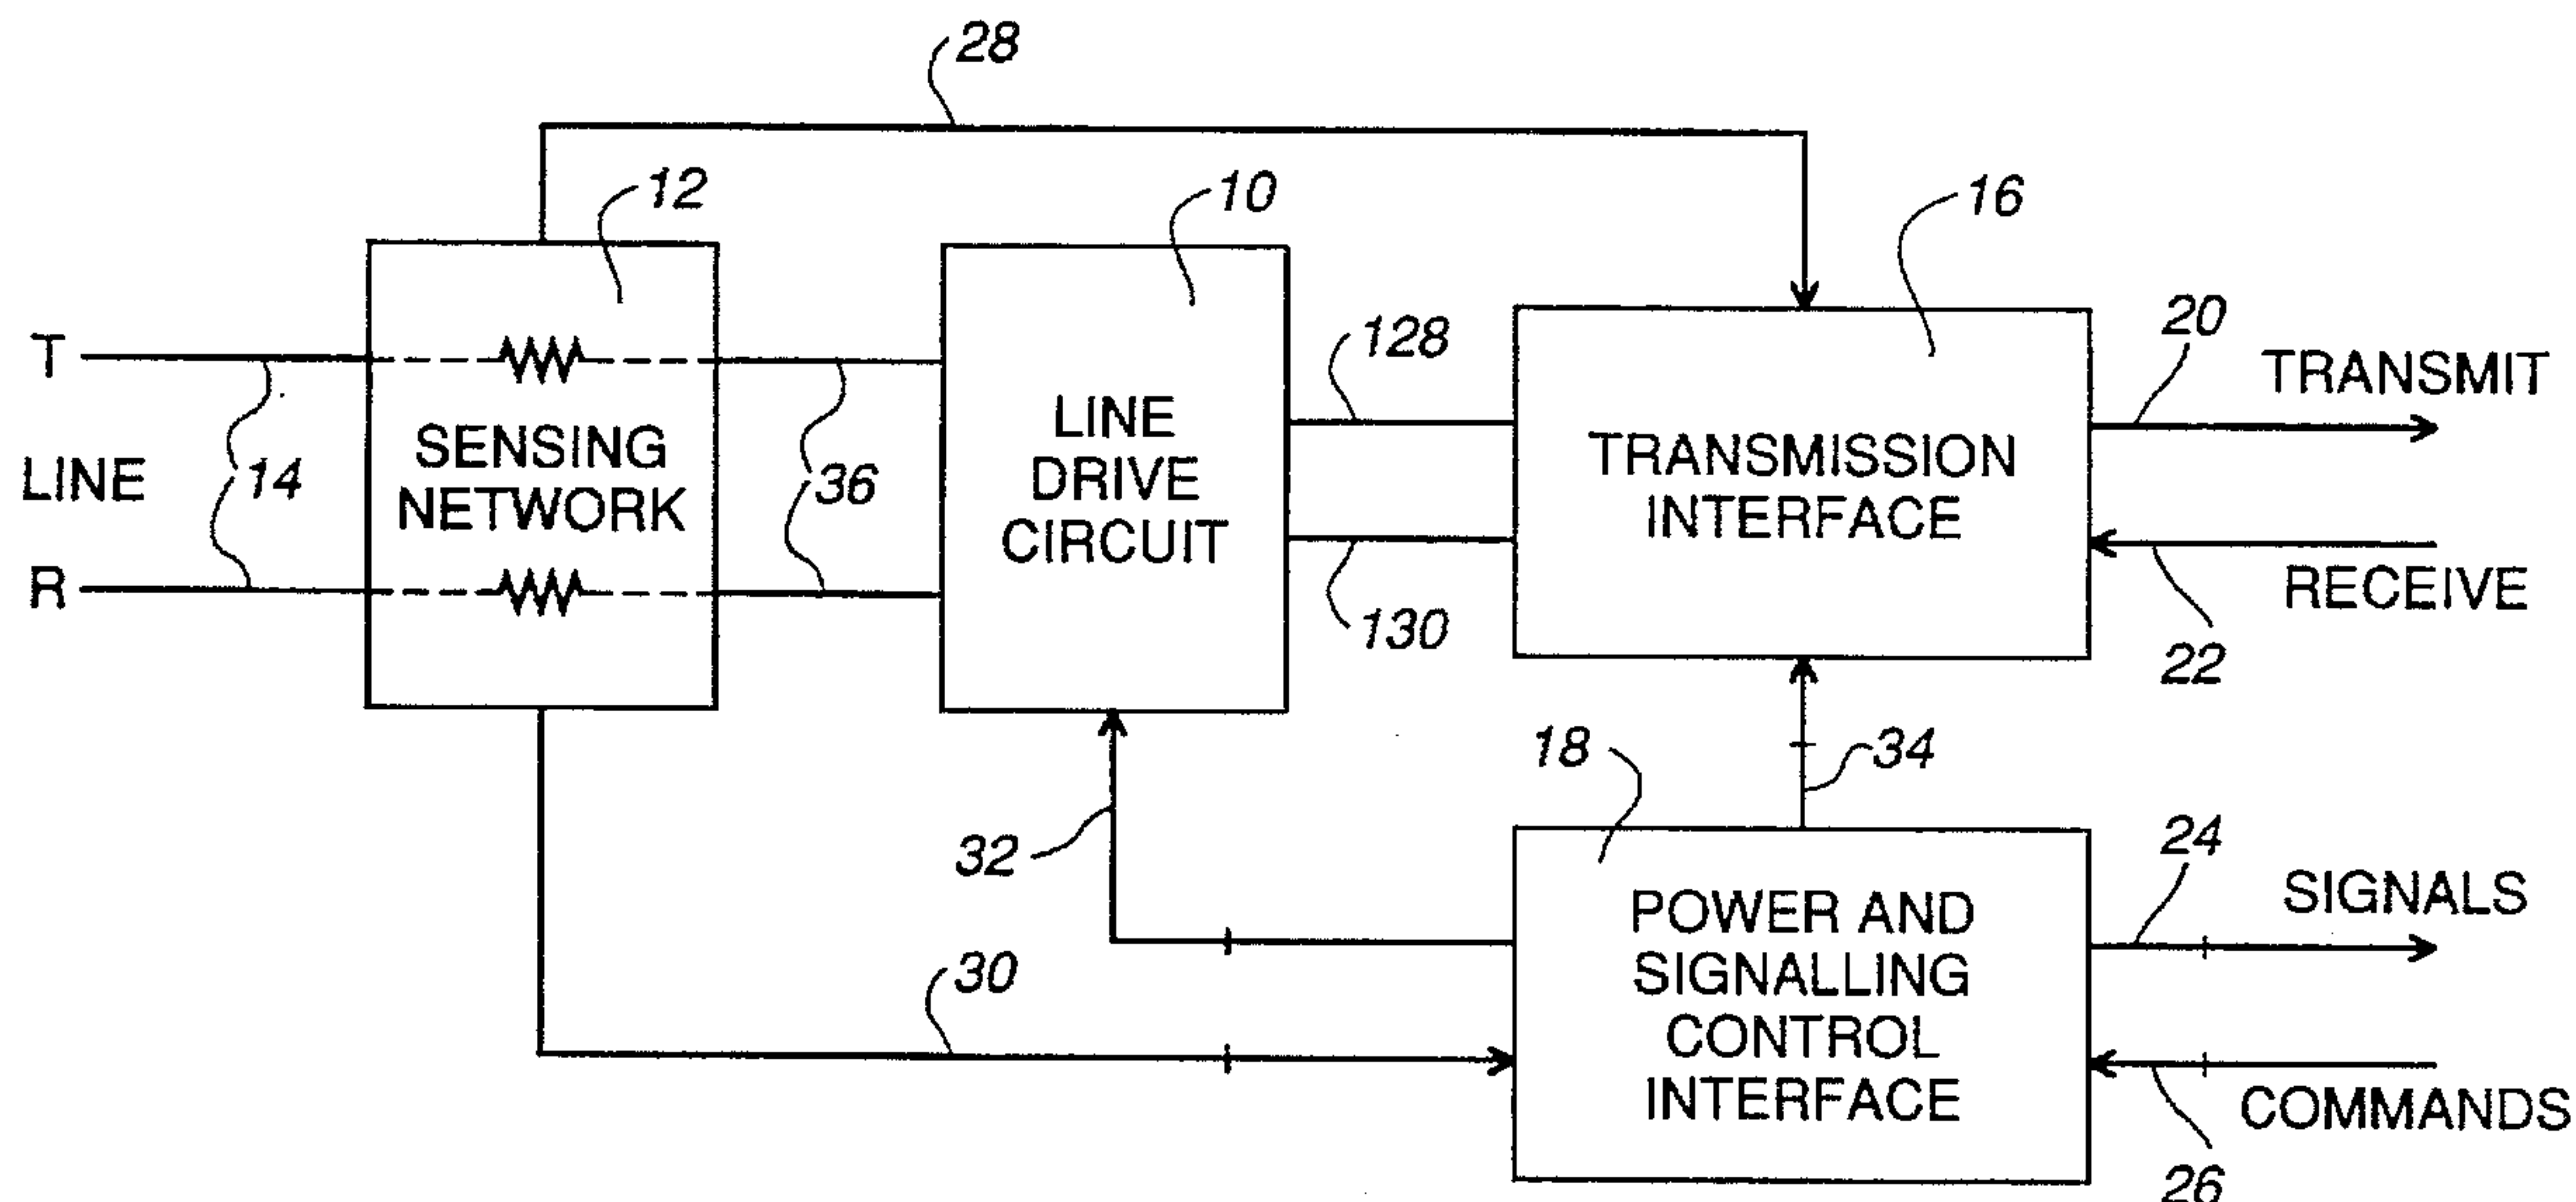 28
12
10
16
T
LINE
R
14
SENSING
NETWORK
36
LINE
DRIVE
CIRCUIT
128
130
TRANSMISSION
INTERFACE
20
TRANSMIT
RECEIVE
22
18
34
32
30
POWER AND
SIGNALLING
CONTROL
INTERFACE
24
SIGNALS
COMMANDS
26